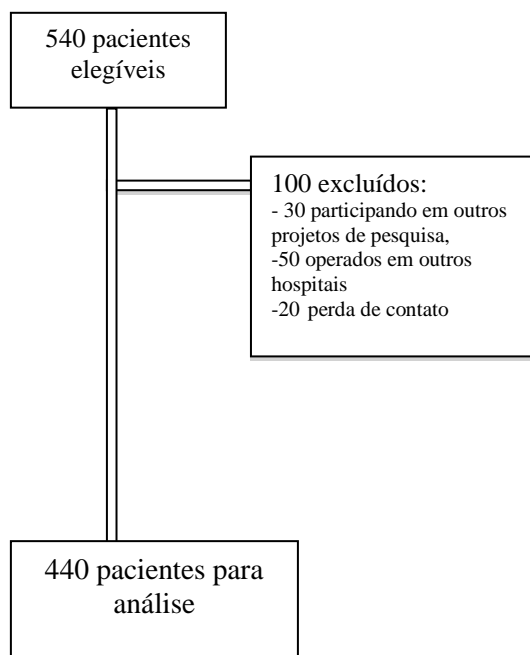 540 pacientes
elegíveis
100 excluídos:
- 30 participando em outros
projetos de pesquisa,
-50 operados em outros
hospitais
-20 perda de contato
440 pacientes para
análise